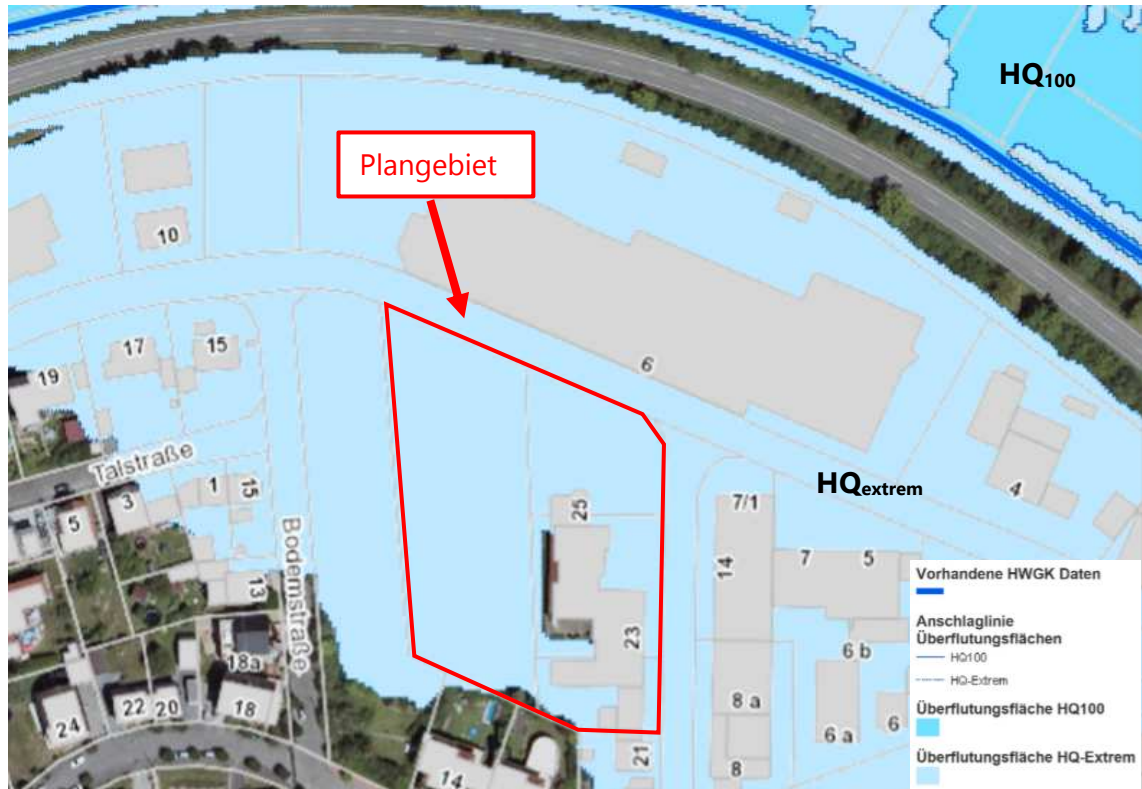 HQ100
Plangebiet
10
17
15
19
6
Talstraße
HQextrem
4
3
1
15
5
25
7/1
14
7
5
13
Bodemstraße
23
6 b
18a
8 a
22
20
18
24
6 a
6
21
14
8
Vorhandene HWGK Daten
Anschlaglinie
Überflutungsflächen
HQ100
HQ-Extrem
Überflutungsfläche HQ100
Überflutungsfläche HQ-Extrem